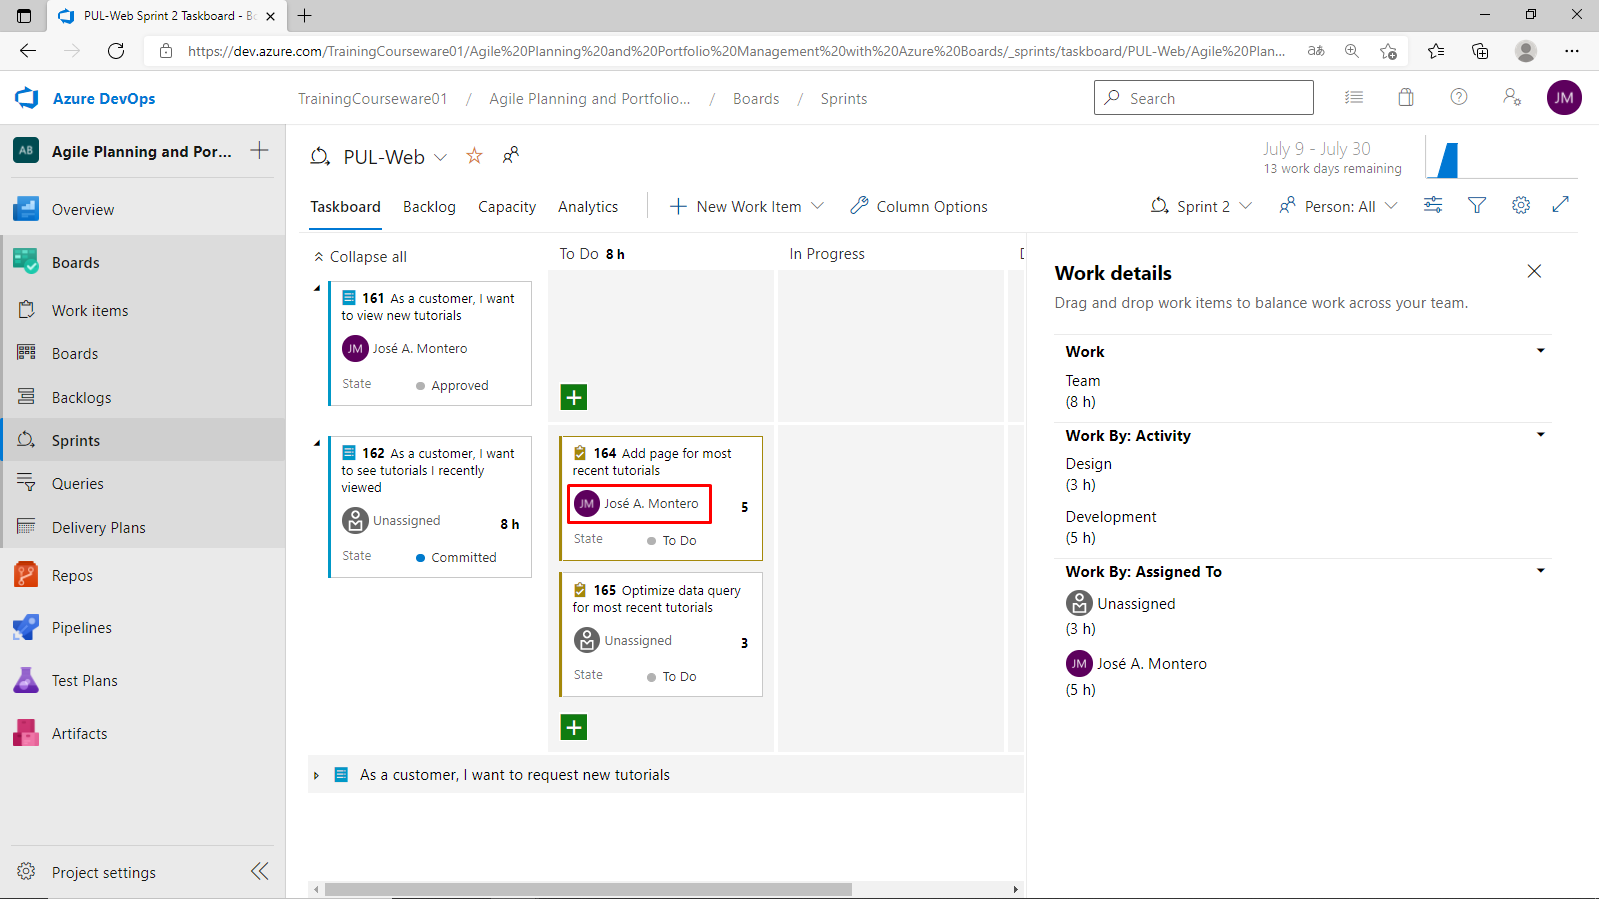 PUL-Web Sprint 2 Taskboard - Bo
https://dev.azure.com/TrainingCourseware01/Agile%20Planning%20and%20Portfolio%20Management%20with%20Azure%20Boards/_sprints/taskboard/PUL-Web/Agile%20Plan...
aあ
Azure DevOps
TrainingCourseware01 / Agile Planning and Portfolio... / Boards / Sprints
Search
JM
AB Agile Planning and Por...
Overview
Boards
Work items
Boards
Backlogs
Sprints
Queries
Delivery Plans
Repos
Pipelines
Test Plans
Artifacts
Project settings
PUL-Web
July 9 - July 30
13 work days remaining
Taskboard Backlog Capacity Analytics New Work Item Column Options
Sprint 2 Person: All
Collapse all
To Do 8 h
In Progress
161 As a customer, I want
to view new tutorials
JM José A. Montero
State Approved
162 As a customer, I want
to see tutorials I recently
viewed
Unassigned 8 h
State Committed
164 Add page for most
recent tutorials
JM José A. Montero 5
State To Do
165 Optimize data query
for most recent tutorials
Unassigned 3
State To Do
As a customer, I want to request new tutorials
Work details
Drag and drop work items to balance work across your team.
Work
Team
(8 h)
Work By: Activity
Design
(3 h)
Development
(5 h)
Work By: Assigned To
Unassigned
(3 h)
JM José A. Montero
(5 h)